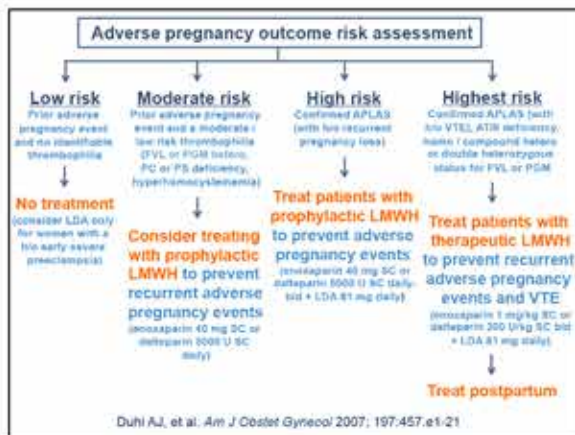 Adverse pregnancy outcome risk assessment
Low risk
Prior adverse
pregnancy event
and no identifiable
thrombophilia
No treatment
(consider LDA only
for women with a
h/o early severe
preeclampsia)
Moderate risk
Prior adverse pregnancy
event and a moderate /
low risk thrombophilia
(FVL or PGM hetero,
PC or PS deficiency,
hyperhomocysteinemia)
Consider treating
with prophylactic LMWH
to prevent
recurrent adverse
pregnancy events
(enoxaparin 40 mg SC or
dalteparin 5000 U SC
daily)
High risk
Confirmed APLAS
(with h/o recurrent
pregnancy loss)
Treat patients with
prophylactic LMWH
to prevent adverse
pregnancy events
(enoxaparin 40 mg SC or
dalteparin 5000 U SC daily-
bid + LDA 81 mg daily)
Highest risk
Confirmed APLAS (with
h/o VTE), ATIII deficiency,
homo / compound hetero
or double heterozygous
status for FVL or PGM
Treat patients with
therapeutic LMWH
to prevent recurrent
adverse pregnancy
events and VTE
(enoxaparin 1 mg/kg SC or
dalteparin 200 U/kg SC bid
+ LDA 81 mg daily)
Treat postpartum
Duhl AJ, et al. Am J Obstet Gynecol 2007; 197:457.e1-21